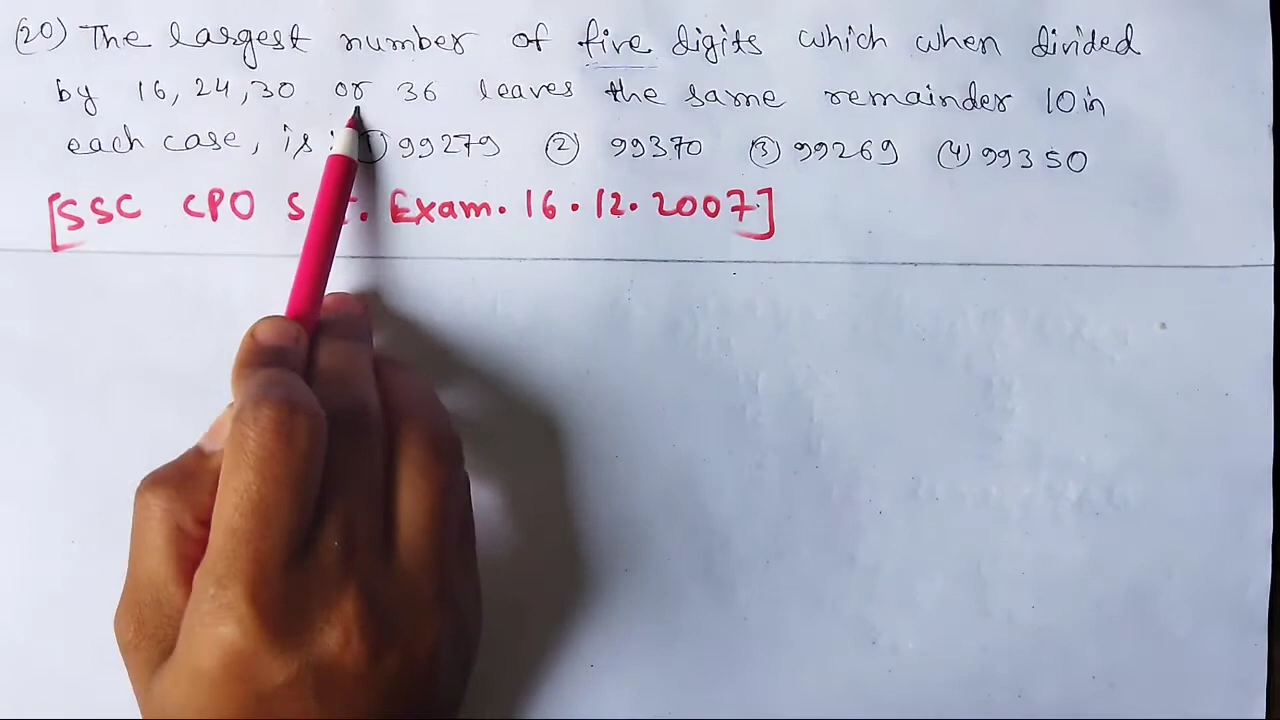 (20) The largest number of five digits which when divided
by 16, 24, 30 or 36 leaves the same remainder 10 in
each case, is : ① 99279 ② 99370 ③ 99269 (4) 99350
[SSC CPO S.I. Exam. 16.12.2007]